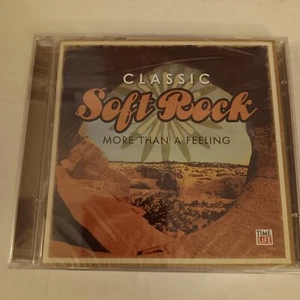 CLASSIC
Soft Rock
MORE THAN A FEELING
TIME
LIFE